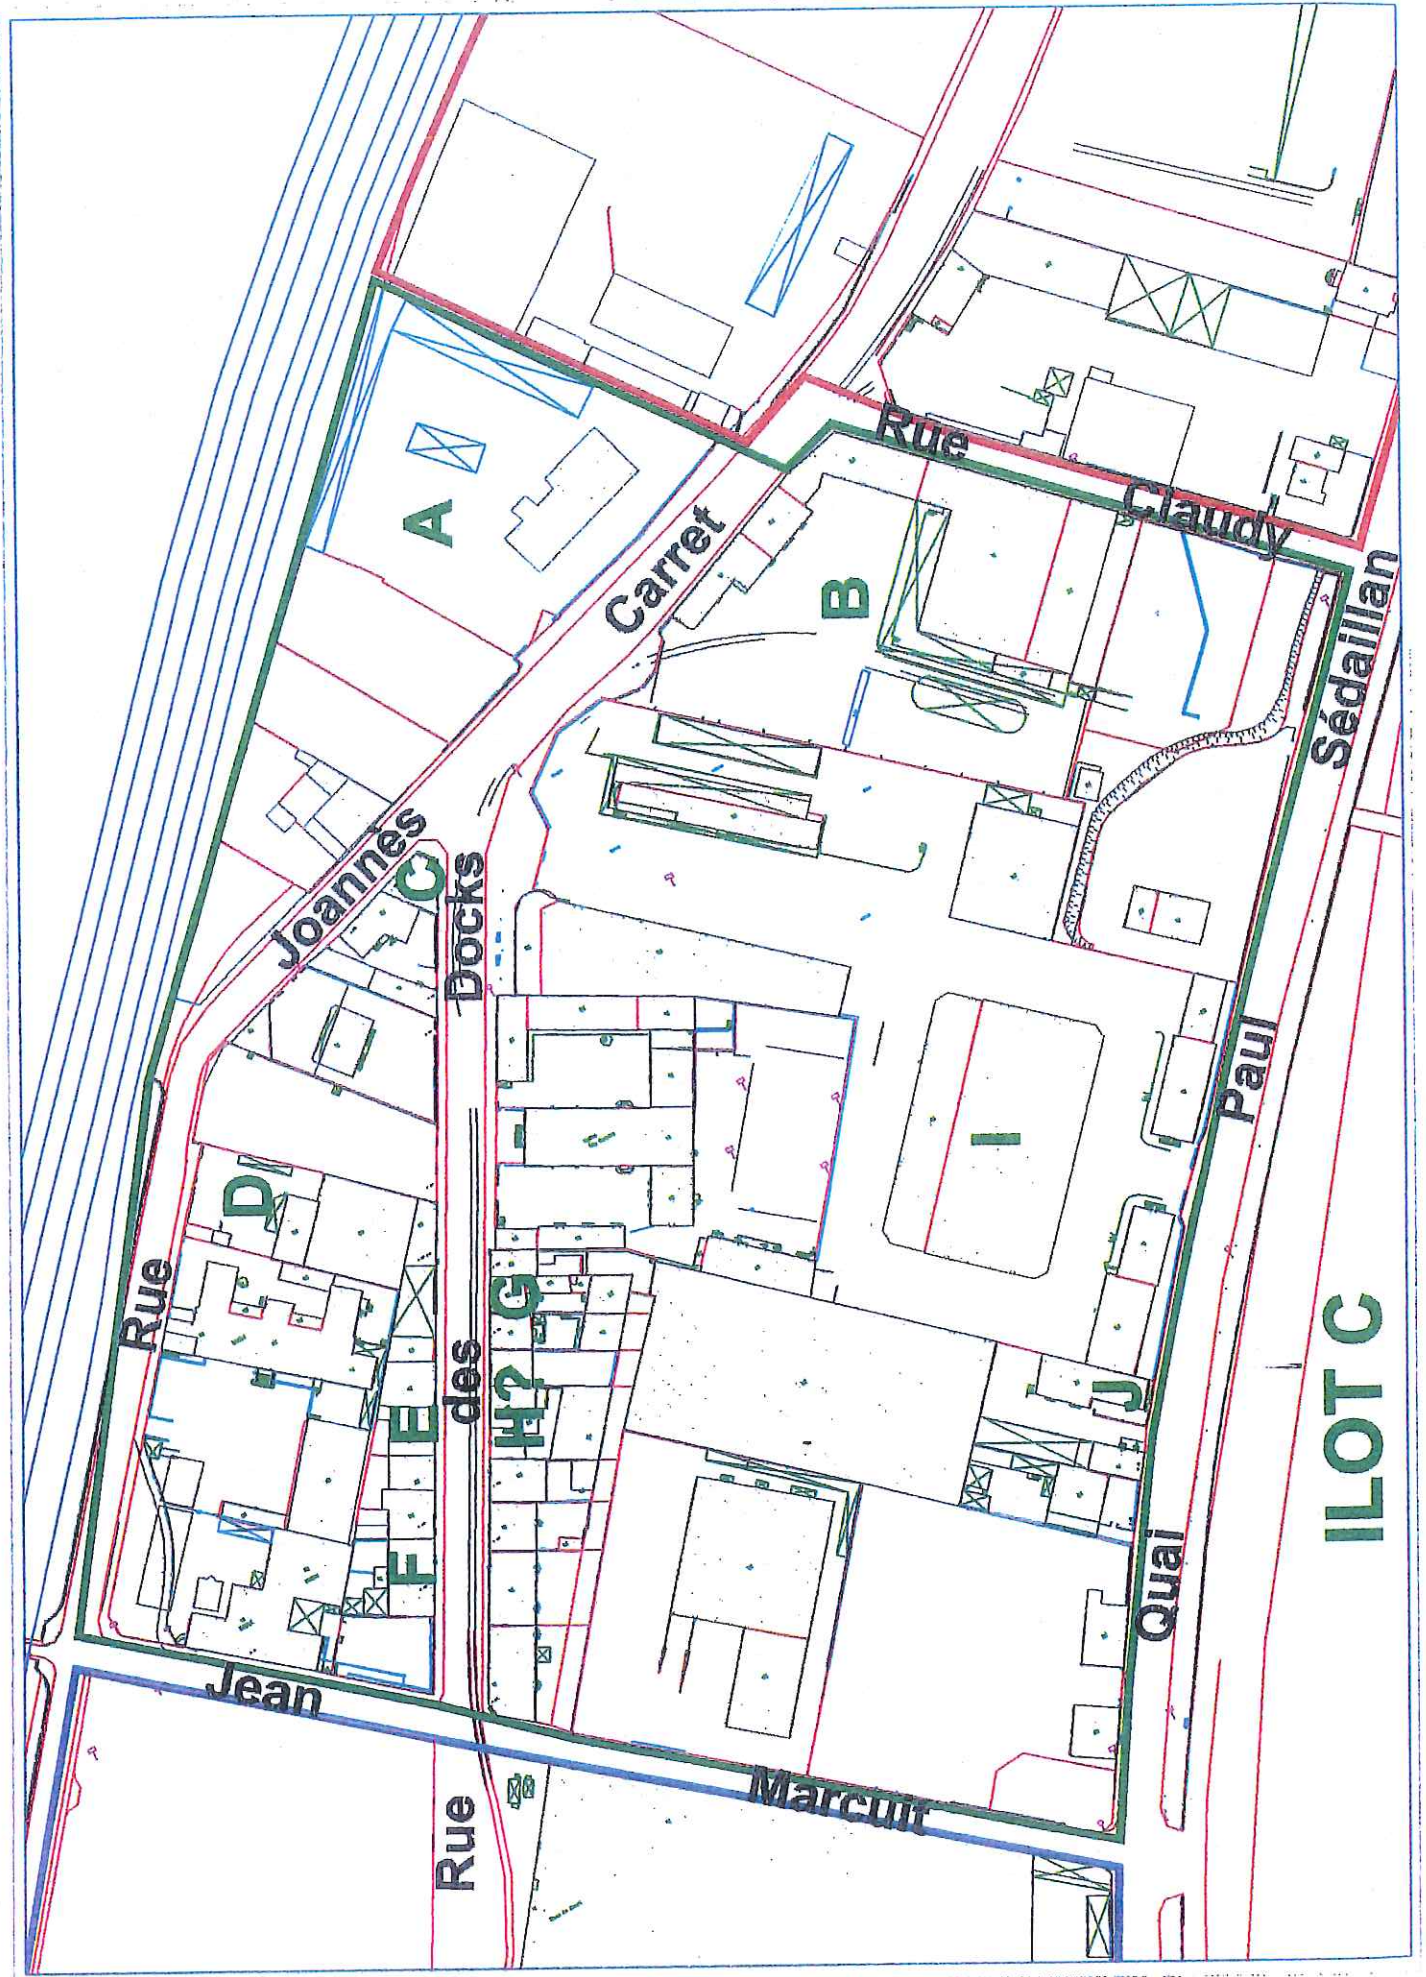 Rue
Claudy
A
Carret
B
Sédaillan
Joannès
C
Docks
Paul
I
D
Rue
G
des
H?
E
J
ILOT C
F
Quai
Jean
Marcuit
Rue